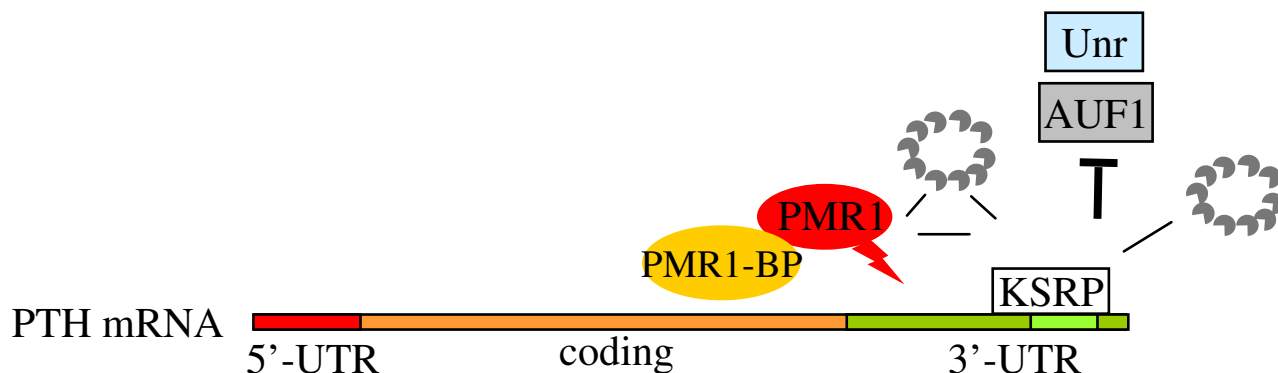 Unr
AUF1
PMR1
PMR1-BP
KSRP
PTH mRNA
5’-UTR
coding
3’-UTR